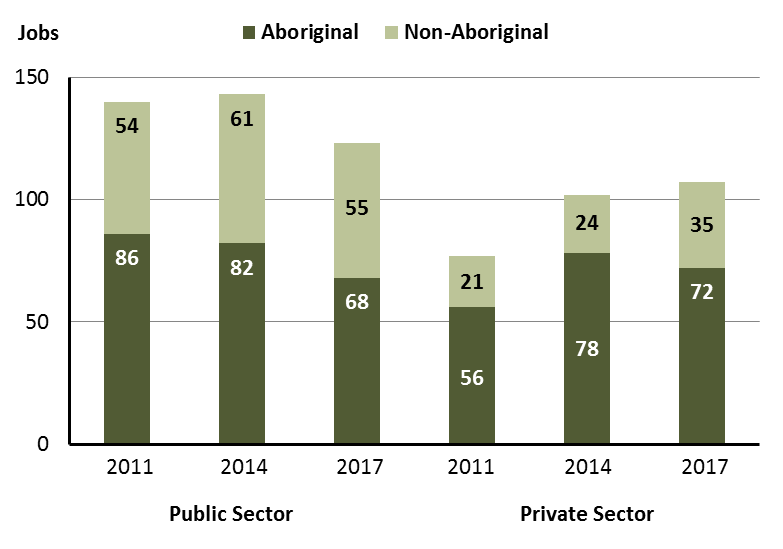 Jobs
Aboriginal Non-Aboriginal
150
100
50
0
54 61 55 21 24 35
86 82 68 56 78 72
2011 2014 2017 2011 2014 2017
Public Sector Private Sector